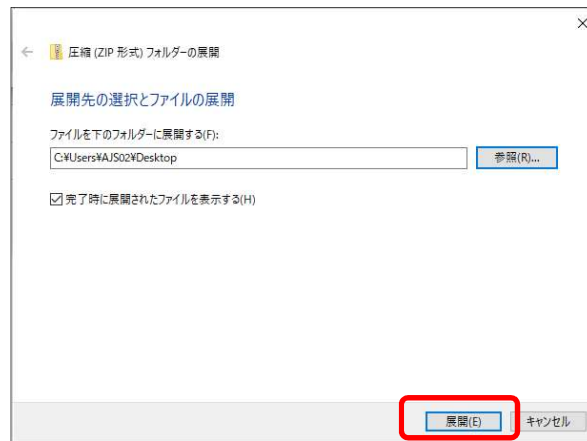 圧縮 (ZIP 形式) フォルダーの展開
展開先の選択とファイルの展開
ファイルを下のフォルダーに展開する(F):
C:¥Users¥AJS02¥Desktop
参照(R)...
完了時に展開されたファイルを表示する(H)
展開(E)
キャンセル